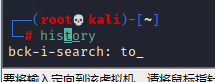 ┌──(root💀kali)-[~]
└─# history
bck-i-search: to_
要将输入定向到该虚拟机，请将鼠标指针